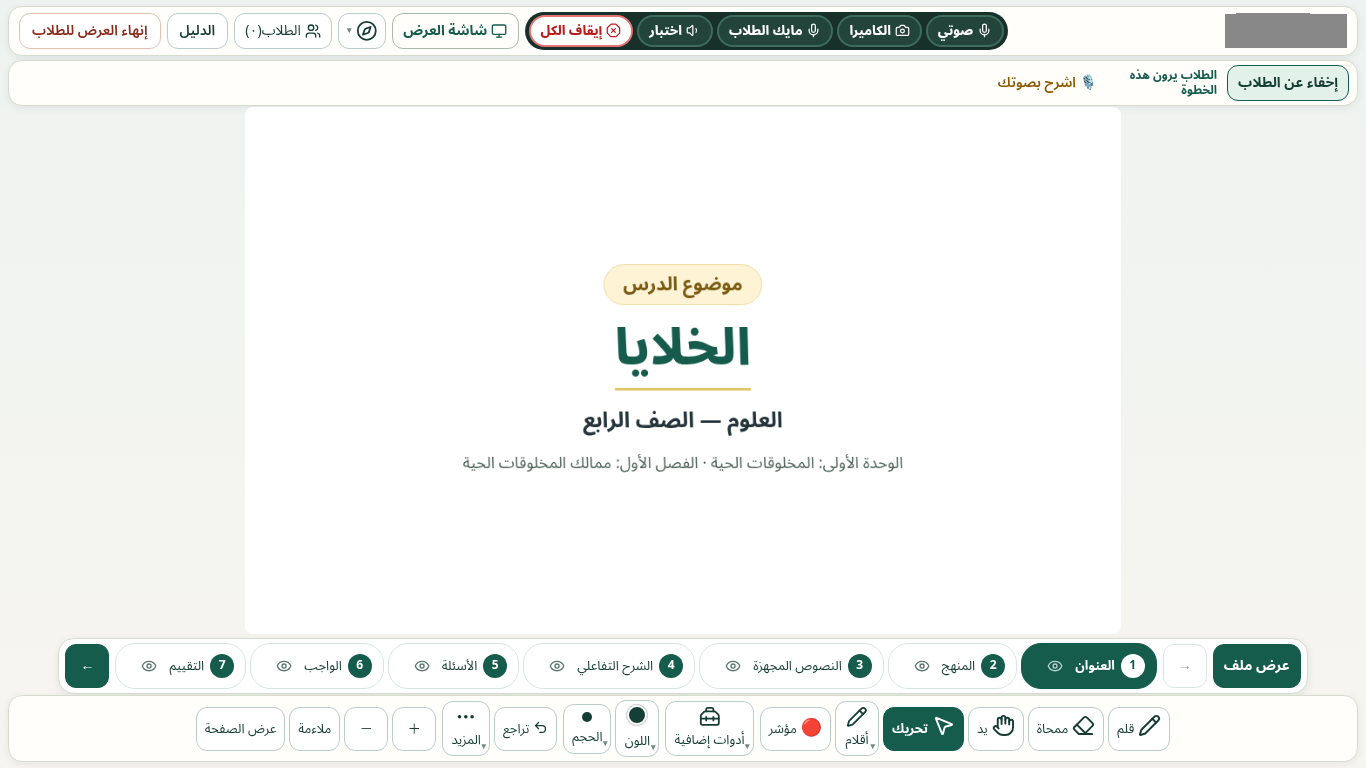 صوتي
الكاميرا
مايك الطلاب
اختبار
إيقاف الكل
شاشة العرض
الطلاب(٠)
الدليل
إنهاء العرض للطلاب
إخفاء عن الطلاب
الطلاب يرون هذه
الخطوة
🎙️ اشرح بصوتك
موضوع الدرس
الخلايا
العلوم — الصف الرابع
الوحدة الأولى: المخلوقات الحية · الفصل الأول: ممالك المخلوقات الحية
عرض ملف
→
1 العنوان
2 المنهج
3 النصوص المجهزة
4 الشرح التفاعلي
5 الأسئلة
6 الواجب
7 التقييم
←
قلم
ممحاة
يد
تحريك
أقلام
مؤشر
أدوات إضافية
اللون
الحجم
تراجع
المزيد
+
−
ملاءمة
عرض الصفحة